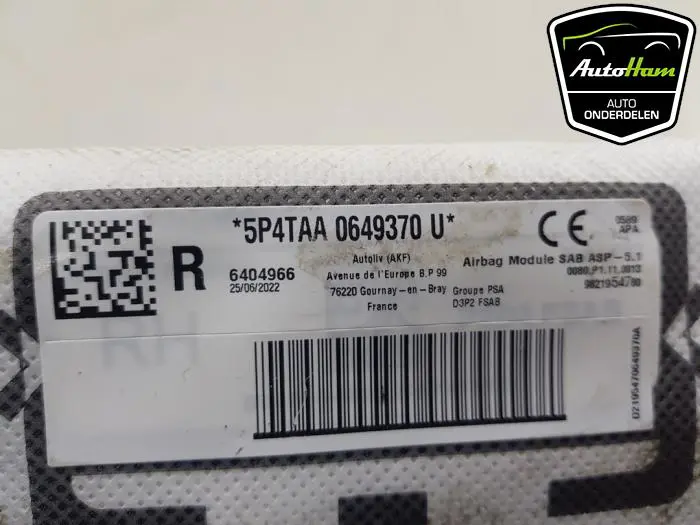 AutoHam
AUTO
ONDERDELEN
*5P4TAA 0649370 U*
R
6404966
25/06/2022
Autoliv (AKF)
Avenue de l'Europe B.P 99
76220 Gournay-en-Bray
France
Groupe PSA
D3P2 FSAB
CE
0589
APA
Airbag Module SAB ASP-5.1
0080.P1.11.0013
9821954780
RH